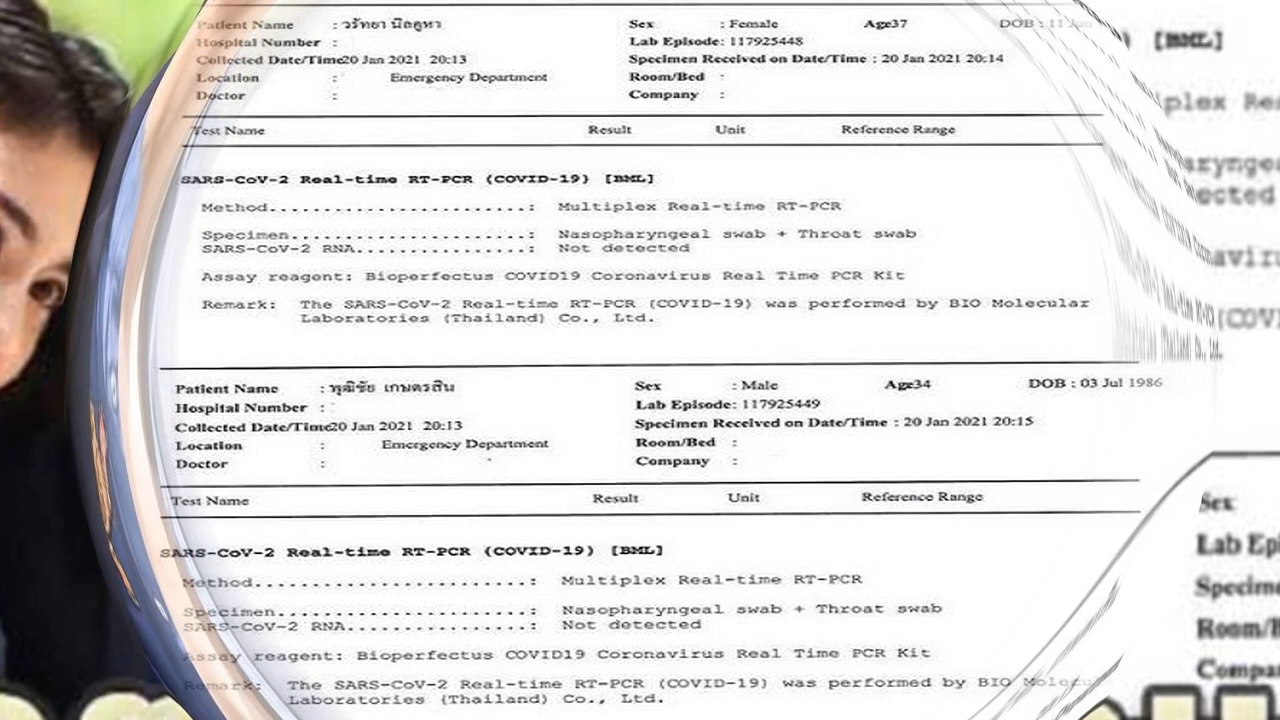 Patient Name : วรัทยา นิลคูหา Sex : Female Age37 DOB : 11 Jun
Hospital Number : Lab Episode: 117925448
Collected Date/Time20 Jan 2021 20:13 Specimen Received on Date/Time : 20 Jan 2021 20:14
Location : Emergency Department Room/Bed :
Doctor : Company :
Test Name Result Unit Reference Range
SARS-CoV-2 Real-time RT-PCR (COVID-19) [BML]
Method........................: Multiplex Real-time RT-PCR
Specimen.......................: Nasopharyngeal swab + Throat swab
SARS-CoV-2 RNA................: Not detected
Assay reagent: Bioperfectus COVID19 Coronavirus Real Time PCR Kit
Remark: The SARS-CoV-2 Real-time RT-PCR (COVID-19) was performed by BIO Molecular
Laboratories (Thailand) Co., Ltd.
Patient Name : พุฒิชัย เกษตรสิน Sex : Male Age34 DOB : 03 Jul 1986
Hospital Number : Lab Episode: 117925449
Collected Date/Time20 Jan 2021 20:13 Specimen Received on Date/Time : 20 Jan 2021 20:15
Location : Emergency Department Room/Bed :
Doctor : Company :
Test Name Result Unit Reference Range
SARS-CoV-2 Real-time RT-PCR (COVID-19) [BML]
Method........................: Multiplex Real-time RT-PCR
Specimen......................: Nasopharyngeal swab + Throat swab
SARS-CoV-2 RNA................: Not detected
Assay reagent: Bioperfectus COVID19 Coronavirus Real Time PCR Kit
Remark: The SARS-CoV-2 Real-time RT-PCR (COVID-19) was performed by BIO Molecu
Laboratories (Thailand) Co., Ltd.
[BML]
Sex
Lab Epi
Specime
Room/B
Compan